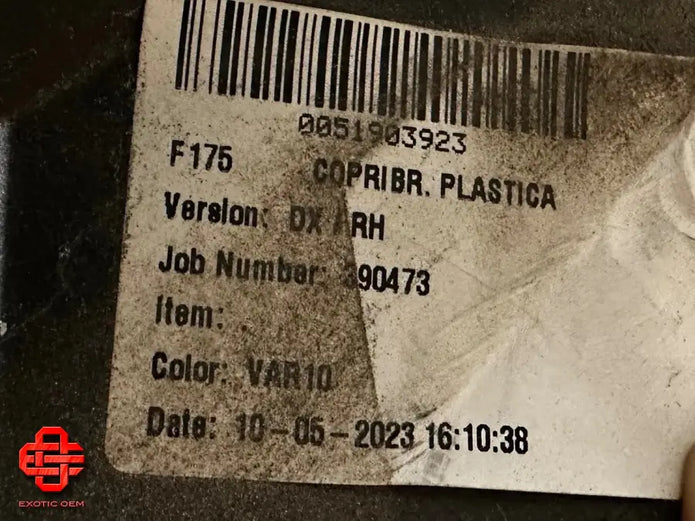 0051903923
F175 COPRIBR. PLASTICA
Version: DX / RH
Job Number: 390473
Item:
Color: VAR10
Date: 10-05-2023 16:10:38
EXOTIC OEM